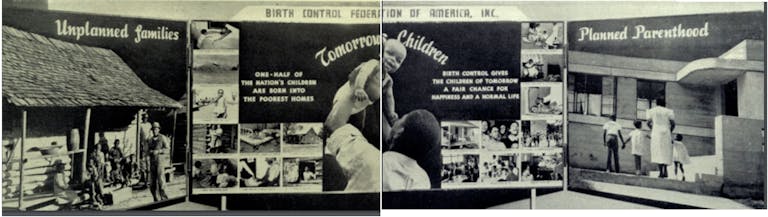 BIRTH CONTROL FEDERATION OF AMERICA, INC.
Unplanned families
Tomorrow's Children
ONE-HALF OF
THE NATION'S CHILDREN
ARE BORN INTO
THE POOREST HOMES
BIRTH CONTROL GIVES
THE CHILDREN OF TOMORROW
A FAIR CHANCE FOR
HAPPINESS AND A NORMAL LIFE
Planned Parenthood